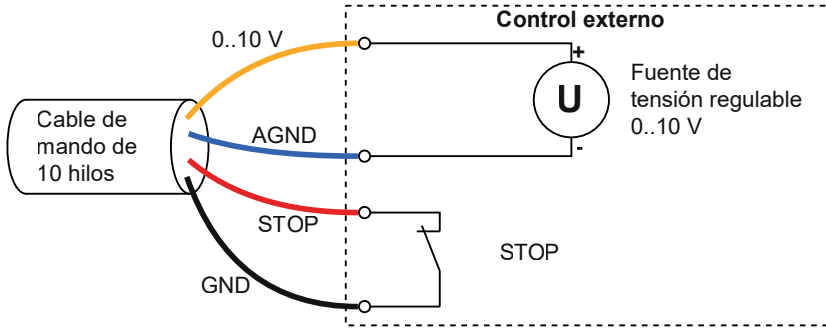 Control externo
0..10 V
+
U
Fuente de
tensión regulable
0..10 V
-
Cable de
mando de
10 hilos
AGND
STOP
STOP
GND